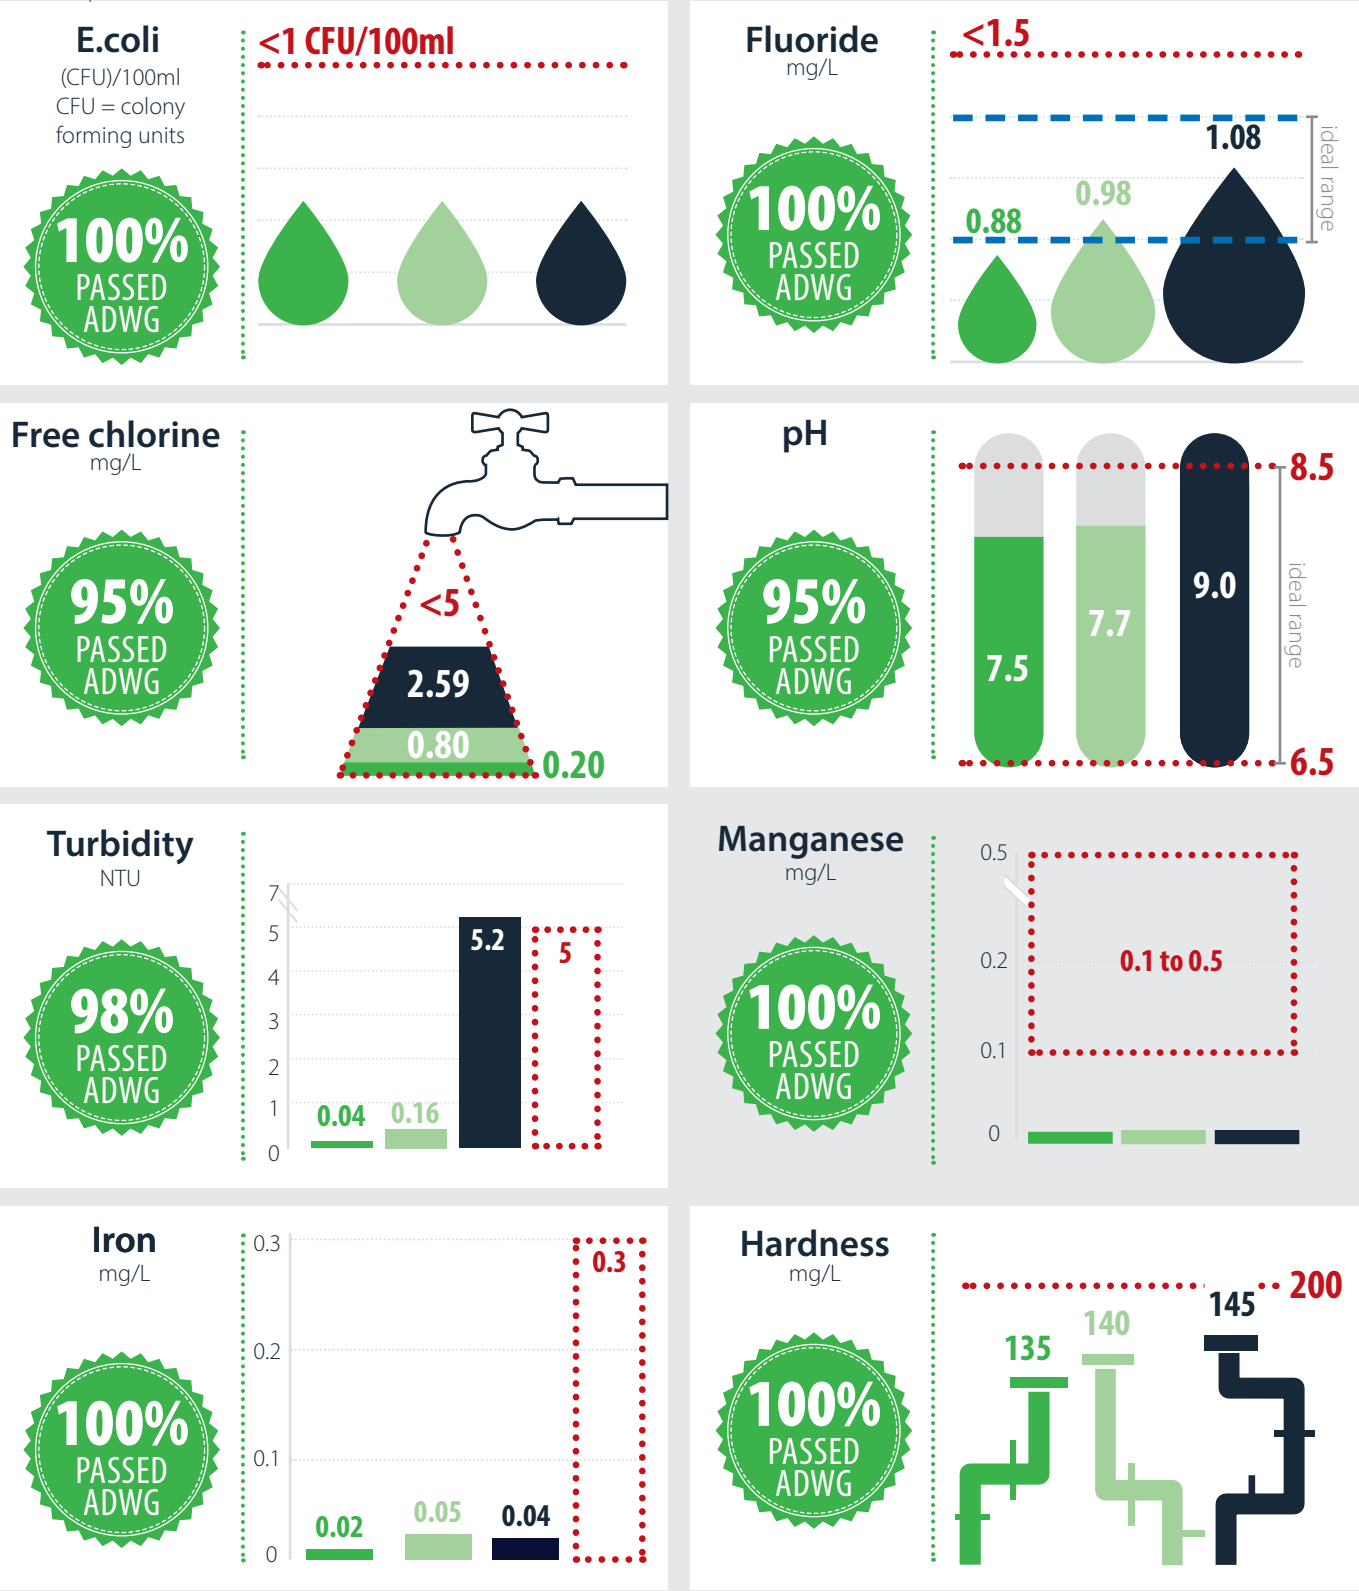 E.coli
(CFU)/100ml
CFU = colony
forming units
100%
PASSED
ADWG
<1 CFU/100ml
Fluoride
mg/L
100%
PASSED
ADWG
<1.5
0.88
0.98
1.08
ideal range
Free chlorine
mg/L
95%
PASSED
ADWG
<5
2.59
0.80
0.20
pH
95%
PASSED
ADWG
7.5
7.7
9.0
8.5
ideal range
6.5
Turbidity
NTU
98%
PASSED
ADWG
7
5
4
3
2
1
0
0.04
0.16
5.2
5
Manganese
mg/L
100%
PASSED
ADWG
0.5
0.2
0.1
0
0.1 to 0.5
Iron
mg/L
100%
PASSED
ADWG
0.3
0.2
0.1
0
0.02
0.05
0.04
0.3
Hardness
mg/L
100%
PASSED
ADWG
135
140
145
200